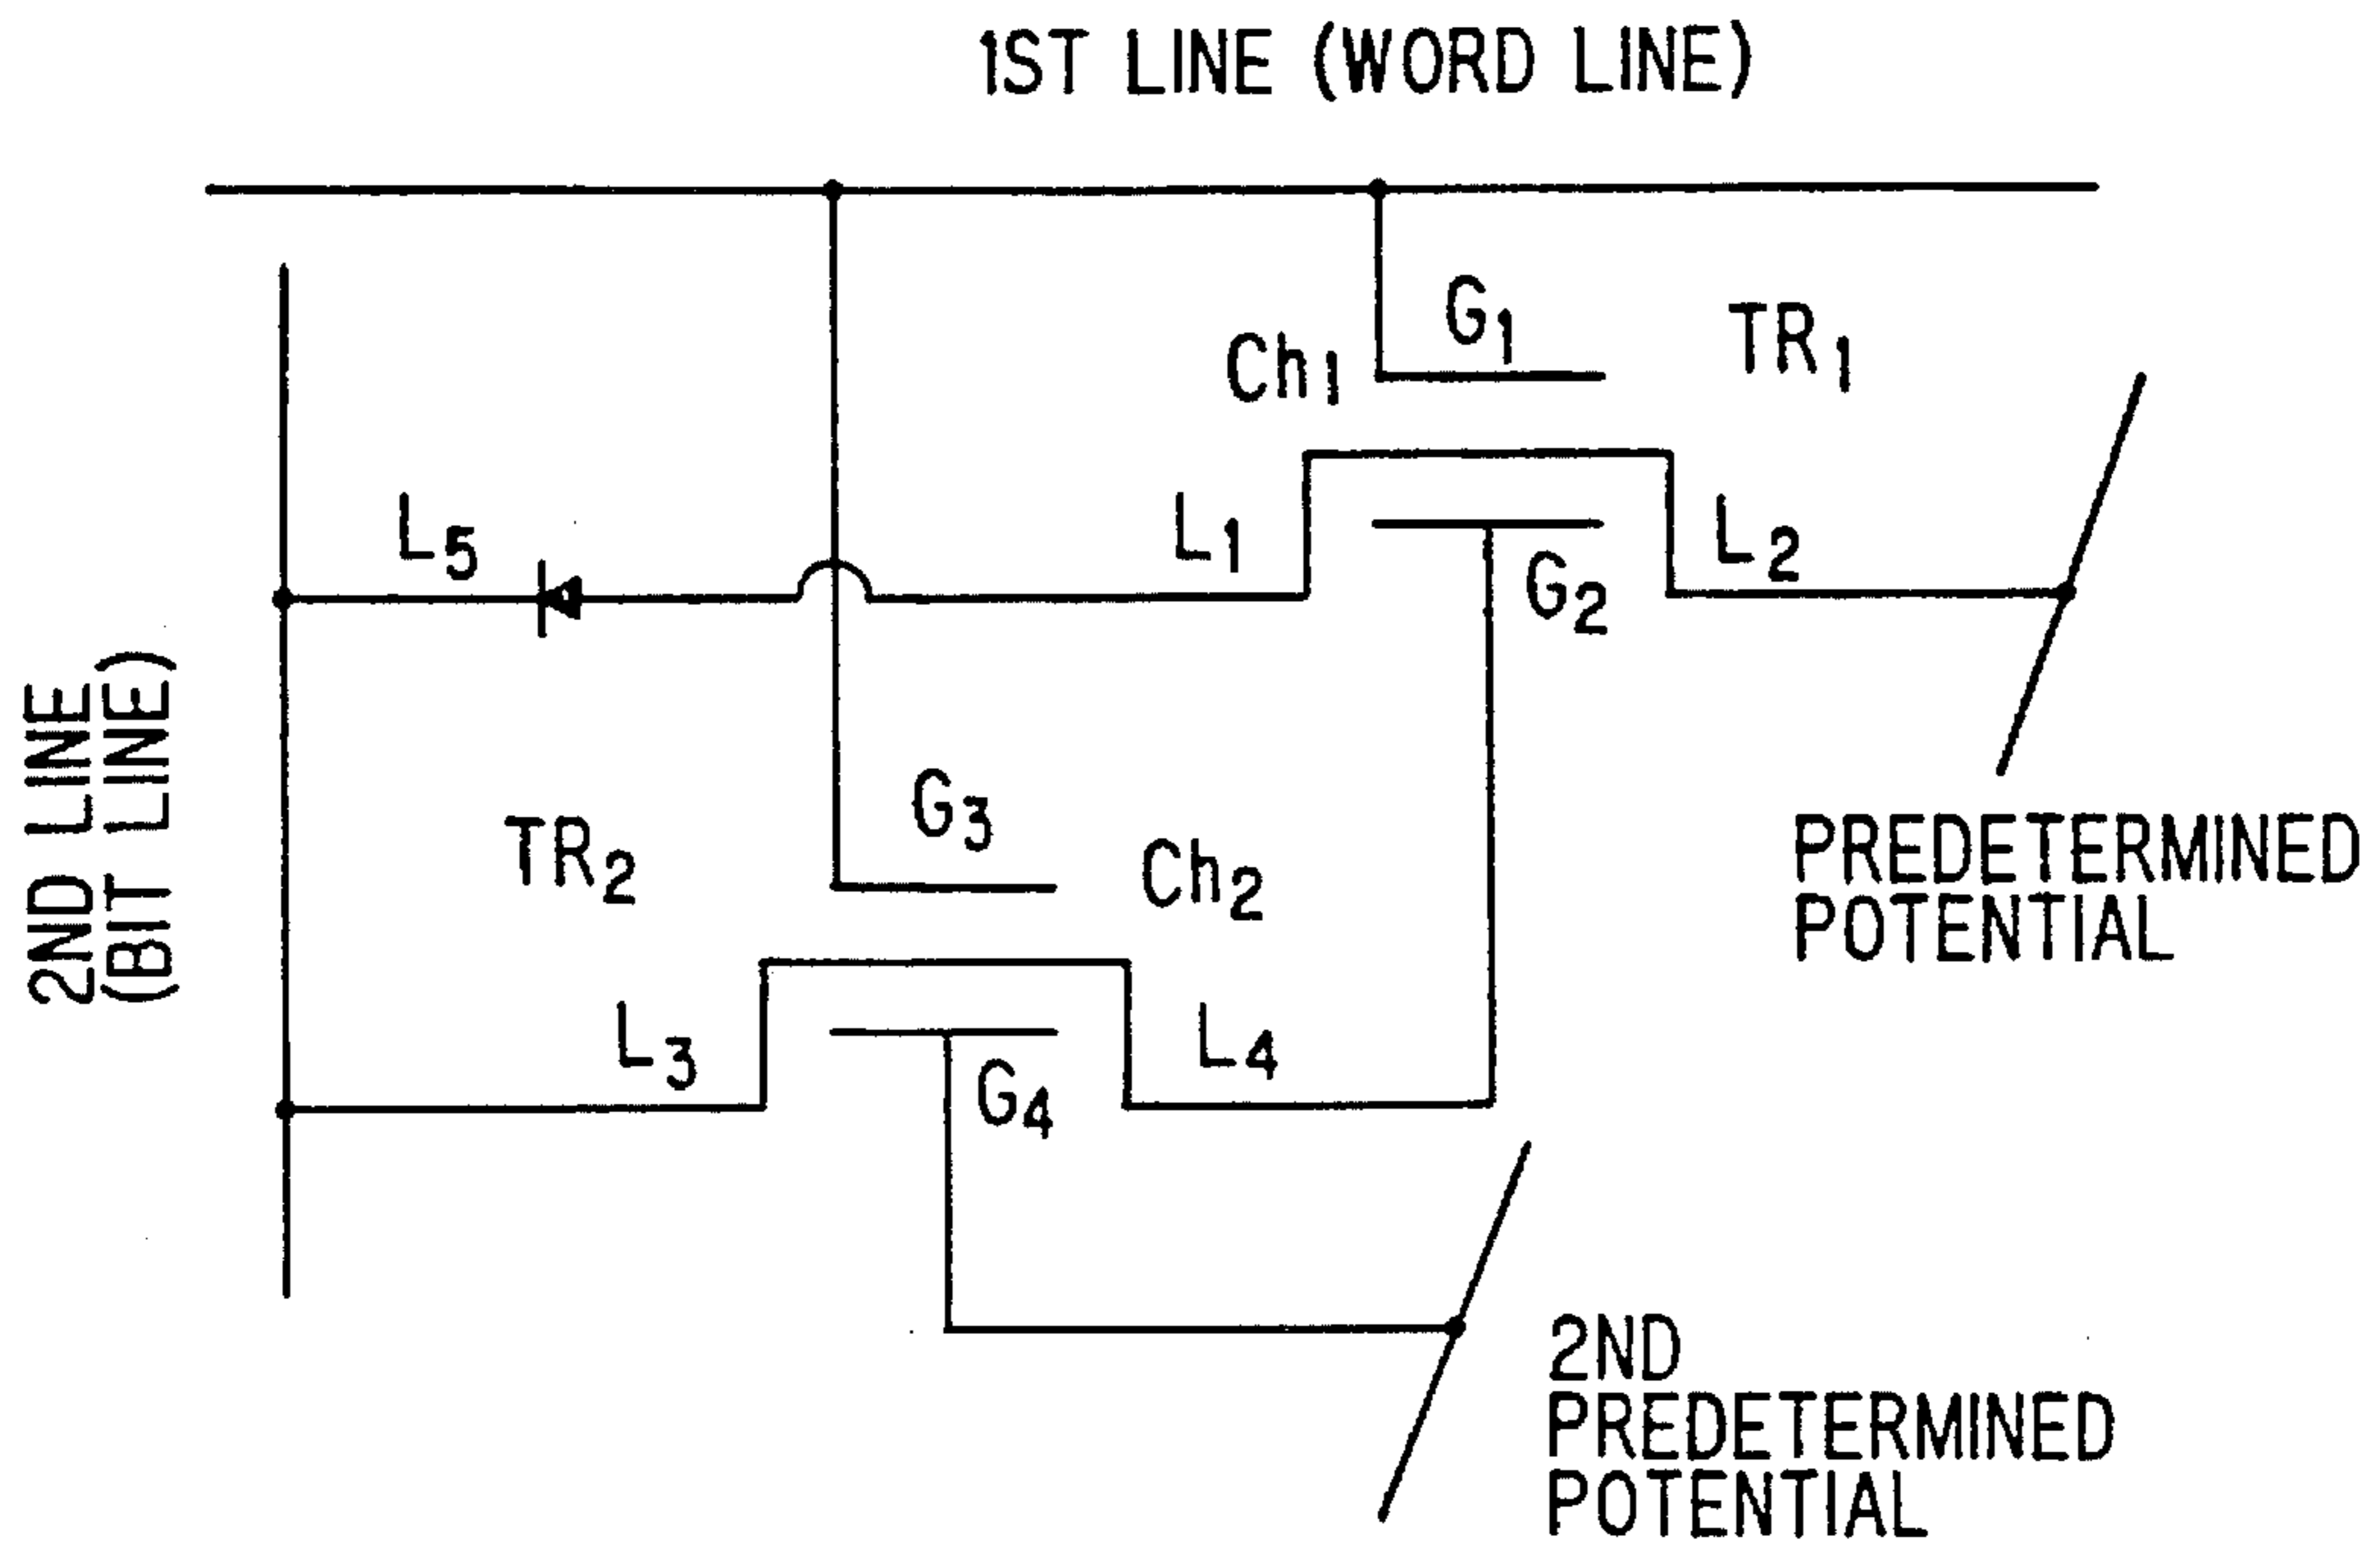 1ST LINE (WORD LINE)
G1
TR1
Ch1
L5
L1
L2
G2
2ND LINE
(BIT LINE)
G3
TR2
Ch2
PREDETERMINED
POTENTIAL
L3
L4
G4
2ND
PREDETERMINED
POTENTIAL